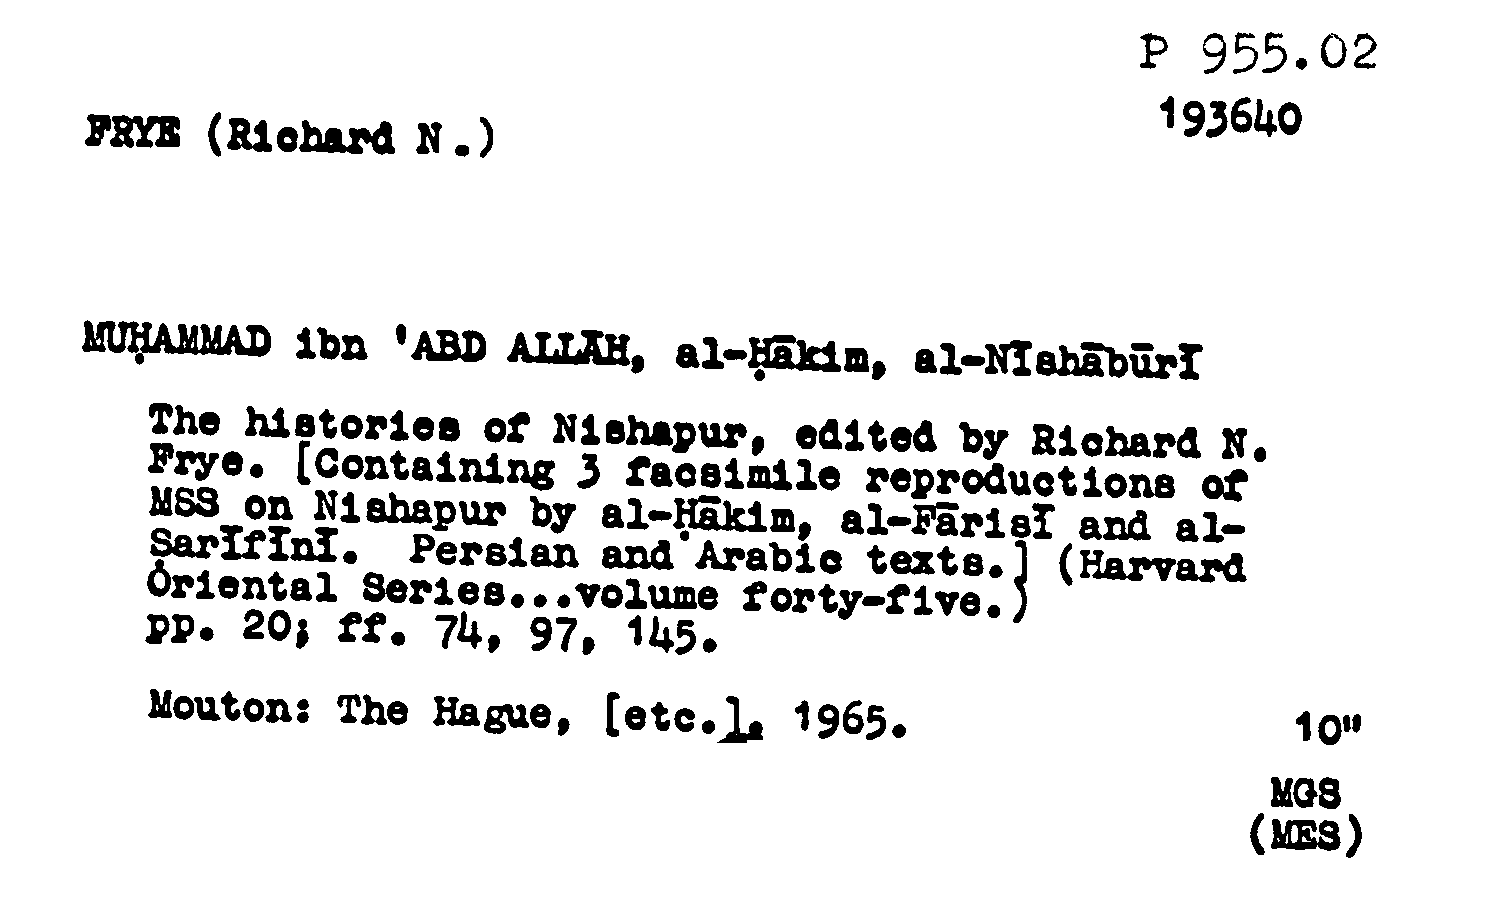 P 955.02
193640
FRYE (Richard N.)
MUḤAMMAD ibn 'ABD ALLĀH, al-Ḥākim, al-Nīshābūrī
The histories of Nishapur, edited by Richard N.
Frye. [Containing 3 facsimile reproductions of
MSS on Nishapur by al-Ḥākim, al-Fārisī and al-
Ṣarīfīnī. Persian and Arabic texts.] (Harvard
Oriental Series...volume forty-five.)
pp. 20; ff. 74, 97, 145.
Mouton: The Hague, [etc.]. 1965.
10"
MGS
(MES)